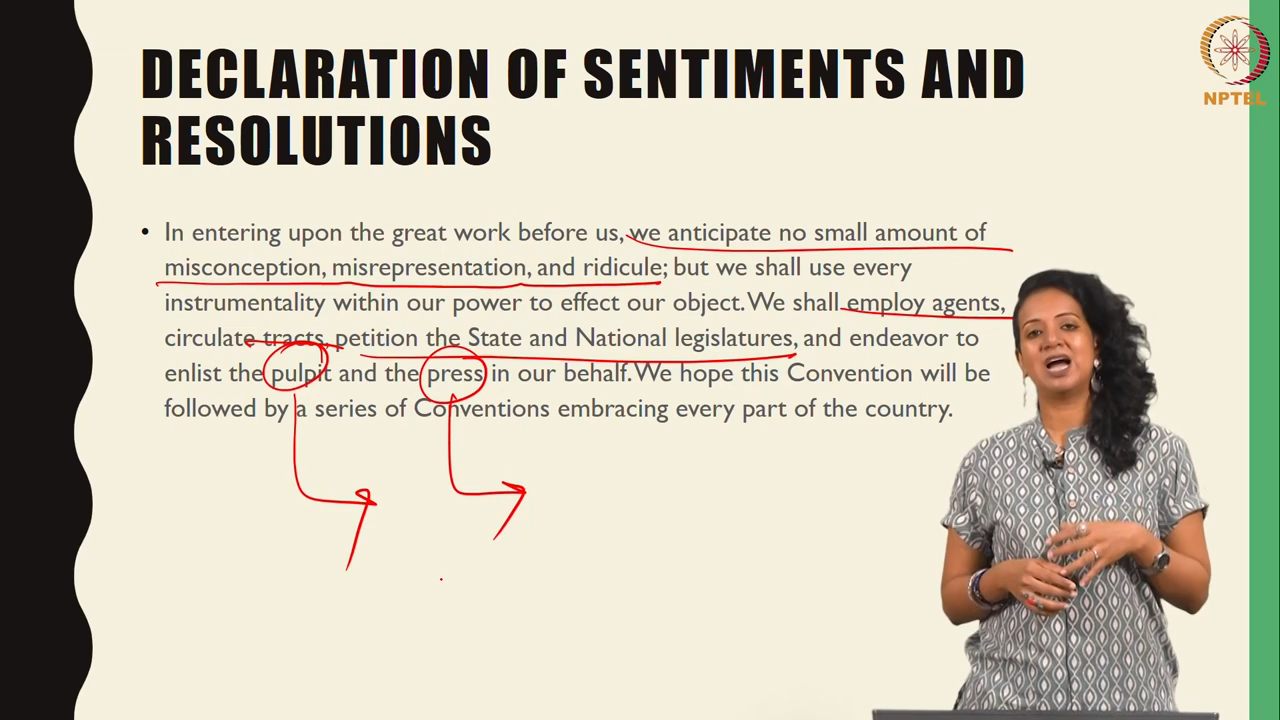 DECLARATION OF SENTIMENTS AND
RESOLUTIONS
NPTEL
• In entering upon the great work before us, we anticipate no small amount of
misconception, misrepresentation, and ridicule; but we shall use every
instrumentality within our power to effect our object. We shall employ agents,
circulate tracts, petition the State and National legislatures, and endeavor to
enlist the pulpit and the press in our behalf. We hope this Convention will be
followed by a series of Conventions embracing every part of the country.